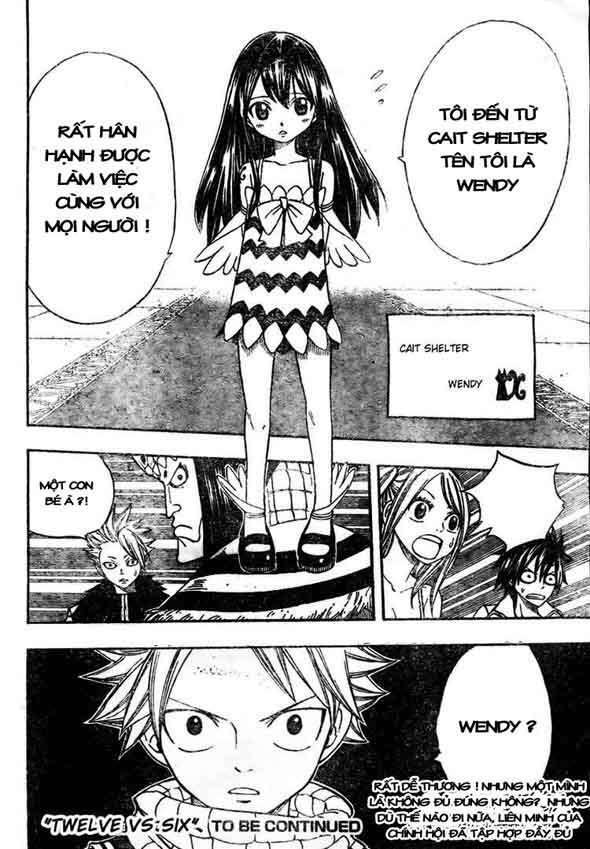 TÔI ĐẾN TỪ
CAIT SHELTER
TÊN TÔI LÀ
WENDY
RẤT HÂN
HẠNH ĐƯỢC
LÀM VIỆC
CÙNG VỚI
MỌI NGƯỜI !
CAIT SHELTER
WENDY
MỘT CON
BÉ Á ?!
WENDY ?
RẤT DỄ THƯƠNG ! NHƯNG MỘT MÌNH
LÀ KHÔNG ĐỦ ĐÚNG KHÔNG? NHƯNG
DÙ THẾ NÀO ĐI NỮA, LIÊN MINH CỦA
CHÍNH HỘI ĐÃ TẬP HỢP ĐẦY ĐỦ
"TWELVE VS. SIX", TO BE CONTINUED